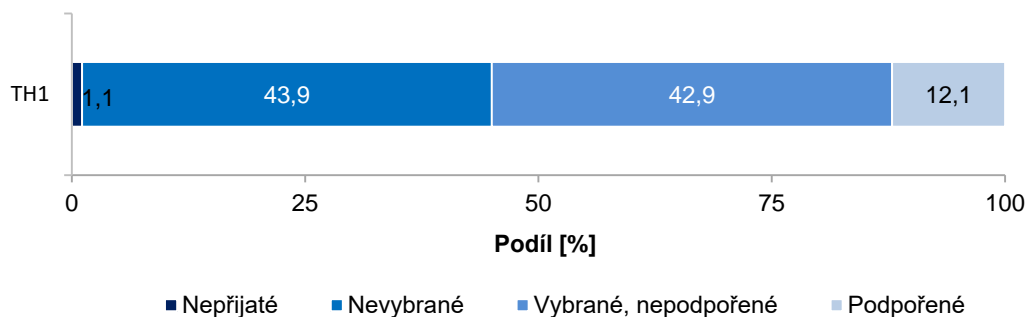 TH1
1,1 43,9 42,9 12,1
0 25 50 75 100
Podíl [%]
Nepřijaté Nevybrané Vybrané, nepodpořené Podpořené